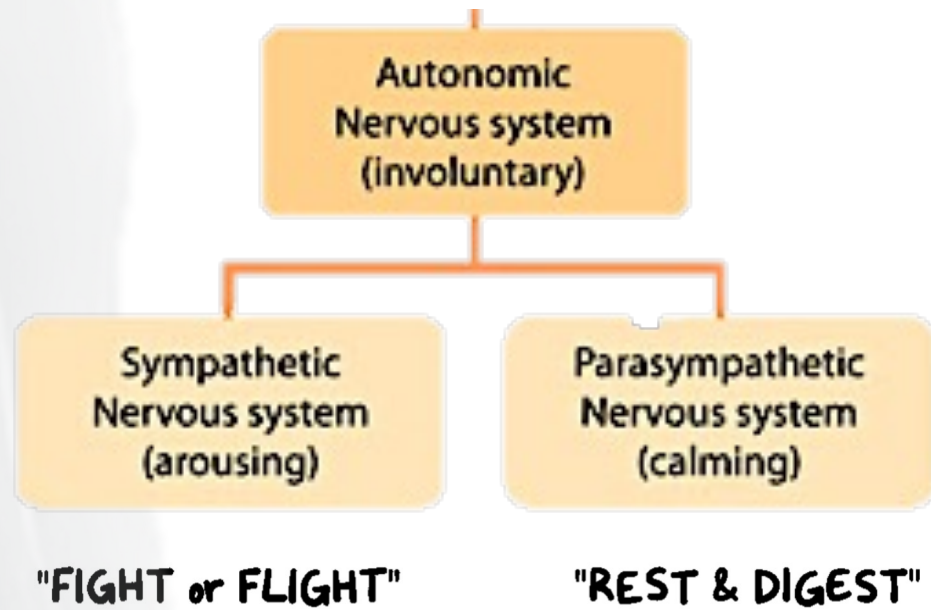 Autonomic
Nervous system
(involuntary)
Sympathetic
Nervous system
(arousing)
Parasympathetic
Nervous system
(calming)
"FIGHT or FLIGHT"
"REST & DIGEST"